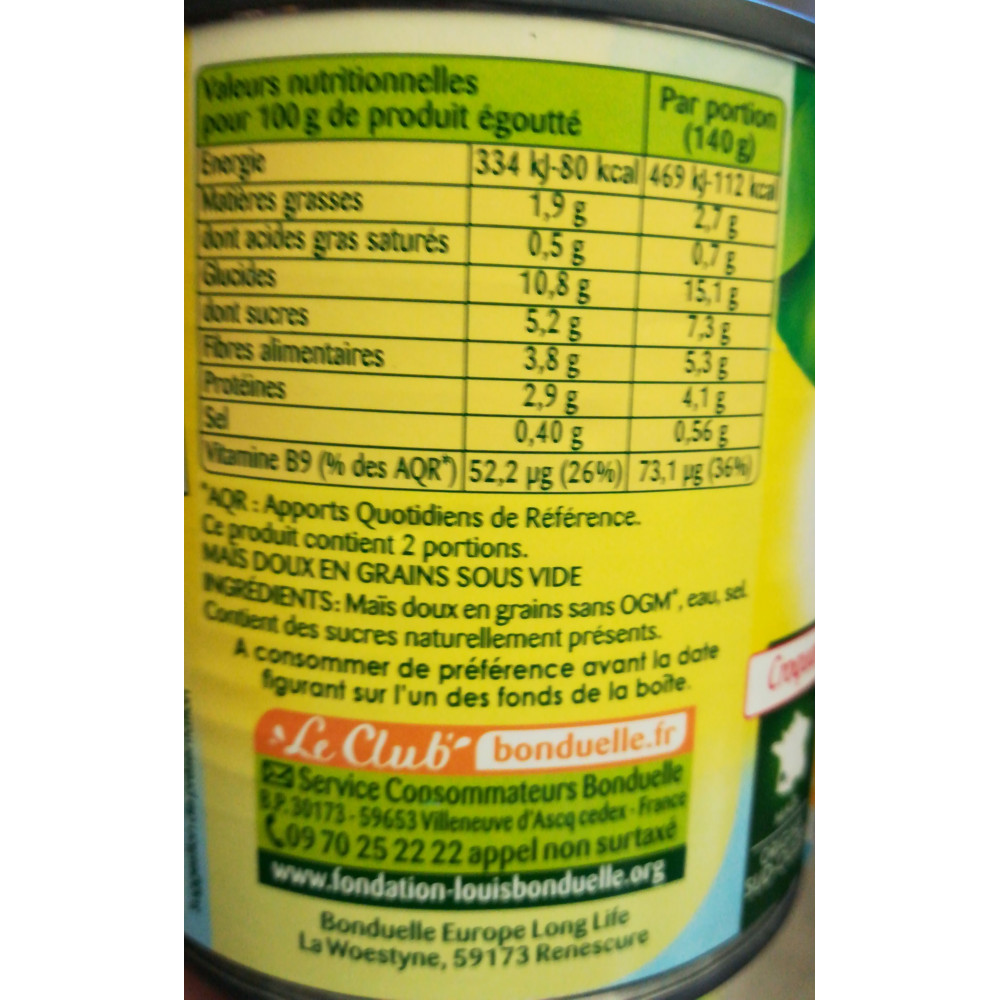 Valeurs nutritionnelles
pour 100 g de produit égoutté
Par portion
(140 g)
Energie 334 kJ-80 kcal 469 kJ-112 kcal
Matières grasses 1,9 g 2,7 g
dont acides gras saturés 0,5 g 0,7 g
Glucides 10,8 g 15,1 g
dont sucres 5,2 g 7,3 g
Fibres alimentaires 3,8 g 5,3 g
Protéines 2,9 g 4,1 g
Sel 0,40 g 0,56 g
Vitamine B9 (% des AQR*) 52,2 µg (26%) 73,1 µg (36%)
*AQR : Apports Quotidiens de Référence.
Ce produit contient 2 portions.
MAÏS DOUX EN GRAINS SOUS VIDE
INGRÉDIENTS : Maïs doux en grains sans OGM*, eau, sel.
Contient des sucres naturellement présents.
A consommer de préférence avant la date
figurant sur l'un des fonds de la boîte.
Le Club bonduelle.fr
Service Consommateurs Bonduelle
B.P. 30173 - 59653 Villeneuve d'Ascq cedex - France
09 70 25 22 22 appel non surtaxé
www.fondation-louisbonduelle.org
Bonduelle Europe Long Life
La Woestyne, 59173 Renescure